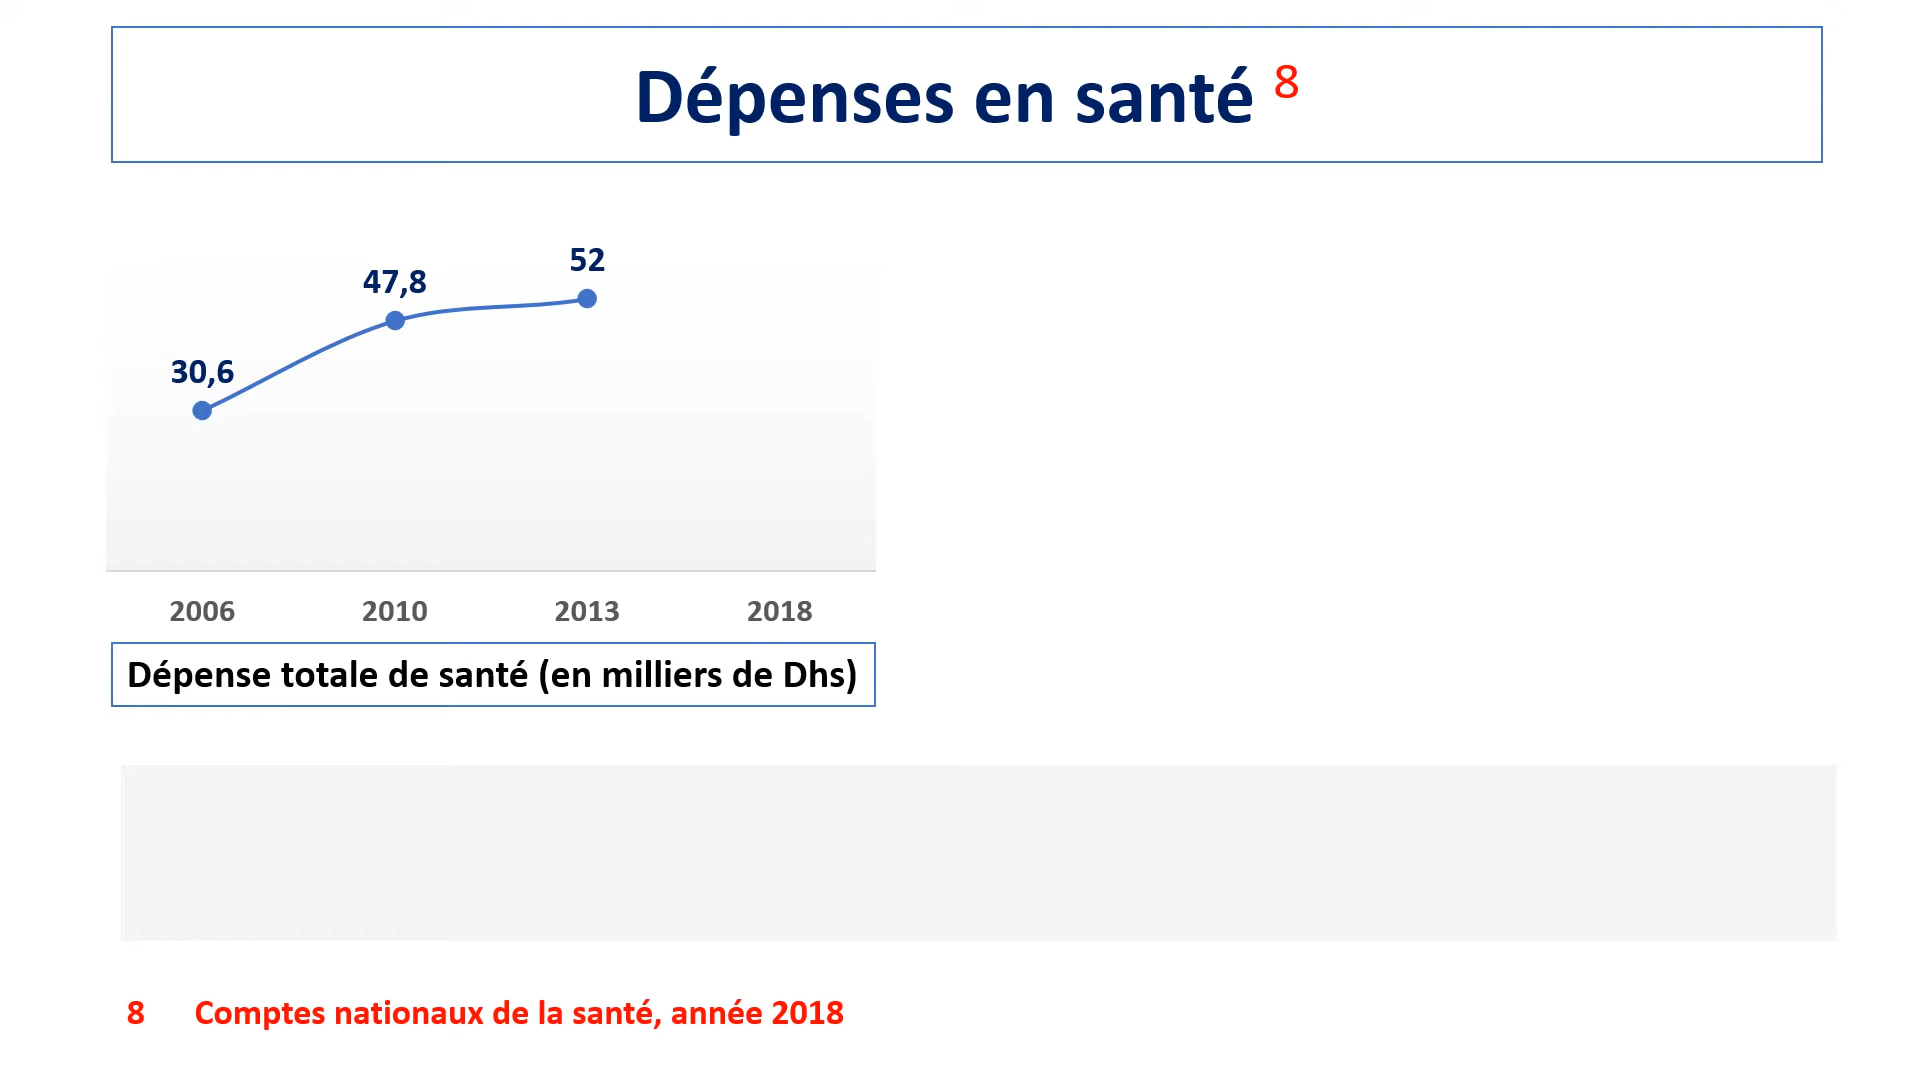 Dépenses en santé 8
52
47,8
30,6
2006 2010 2013 2018
Dépense totale de santé (en milliers de Dhs)
8 Comptes nationaux de la santé, année 2018